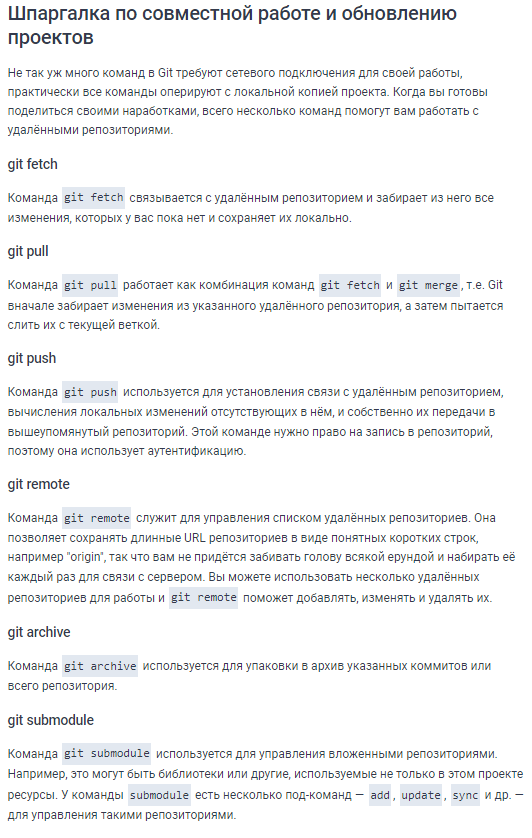 Шпаргалка по совместной работе и обновлению
проектов
Не так уж много команд в Git требуют сетевого подключения для своей работы,
практически все команды оперируют с локальной копией проекта. Когда вы готовы
поделиться своими наработками, всего несколько команд помогут вам работать с
удалёнными репозиториями.
git fetch
Команда git fetch связывается с удалённым репозиторием и забирает из него все
изменения, которых у вас пока нет и сохраняет их локально.
git pull
Команда git pull работает как комбинация команд git fetch и git merge, т.е. Git
вначале забирает изменения из указанного удалённого репозитория, а затем пытается
слить их с текущей веткой.
git push
Команда git push используется для установления связи с удалённым репозиторием,
вычисления локальных изменений отсутствующих в нём, и собственно их передачи в
вышеупомянутый репозиторий. Этой команде нужно право на запись в репозиторий,
поэтому она использует аутентификацию.
git remote
Команда git remote служит для управления списком удалённых репозиториев. Она
позволяет сохранять длинные URL репозиториев в виде понятных коротких строк,
например "origin", так что вам не придётся забивать голову всякой ерундой и набирать её
каждый раз для связи с сервером. Вы можете использовать несколько удалённых
репозиториев для работы и git remote поможет добавлять, изменять и удалять их.
git archive
Команда git archive используется для упаковки в архив указанных коммитов или
всего репозитория.
git submodule
Команда git submodule используется для управления вложенными репозиториями.
Например, это могут быть библиотеки или другие, используемые не только в этом проекте
ресурсы. У команды submodule есть несколько под-команд — add, update, sync и др. —
для управления такими репозиториями.